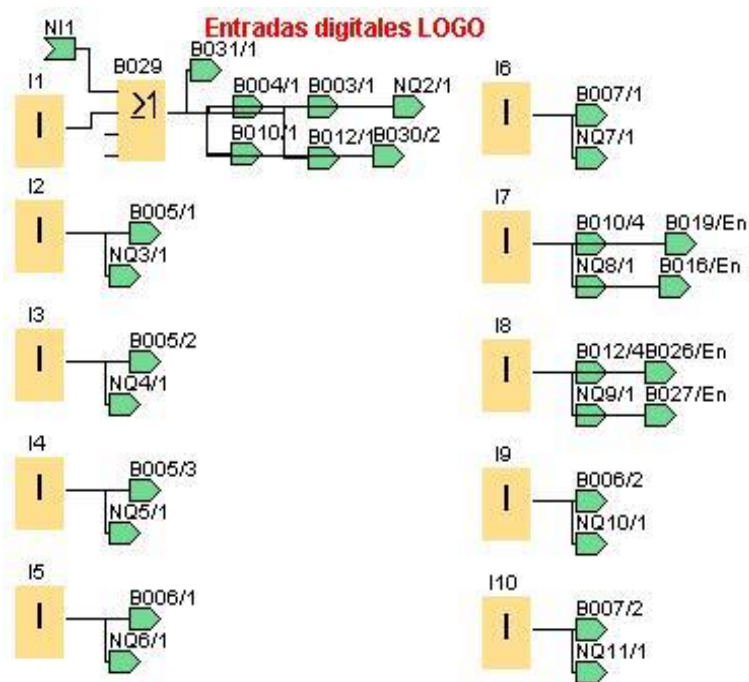 Entradas digitales LOGO
NI1
I1
I
B029
≥1
B031/1
B004/1
B003/1
NQ2/1
B010/1
B012/1
B030/2
I2
I
B005/1
NQ3/1
I3
I
B005/2
NQ4/1
I4
I
B005/3
NQ5/1
I5
I
B006/1
NQ6/1
I6
I
B007/1
NQ7/1
I7
I
B010/4
B019/En
NQ8/1
B016/En
I8
I
B012/4
B026/En
NQ9/1
B027/En
I9
I
B006/2
NQ10/1
I10
I
B007/2
NQ11/1